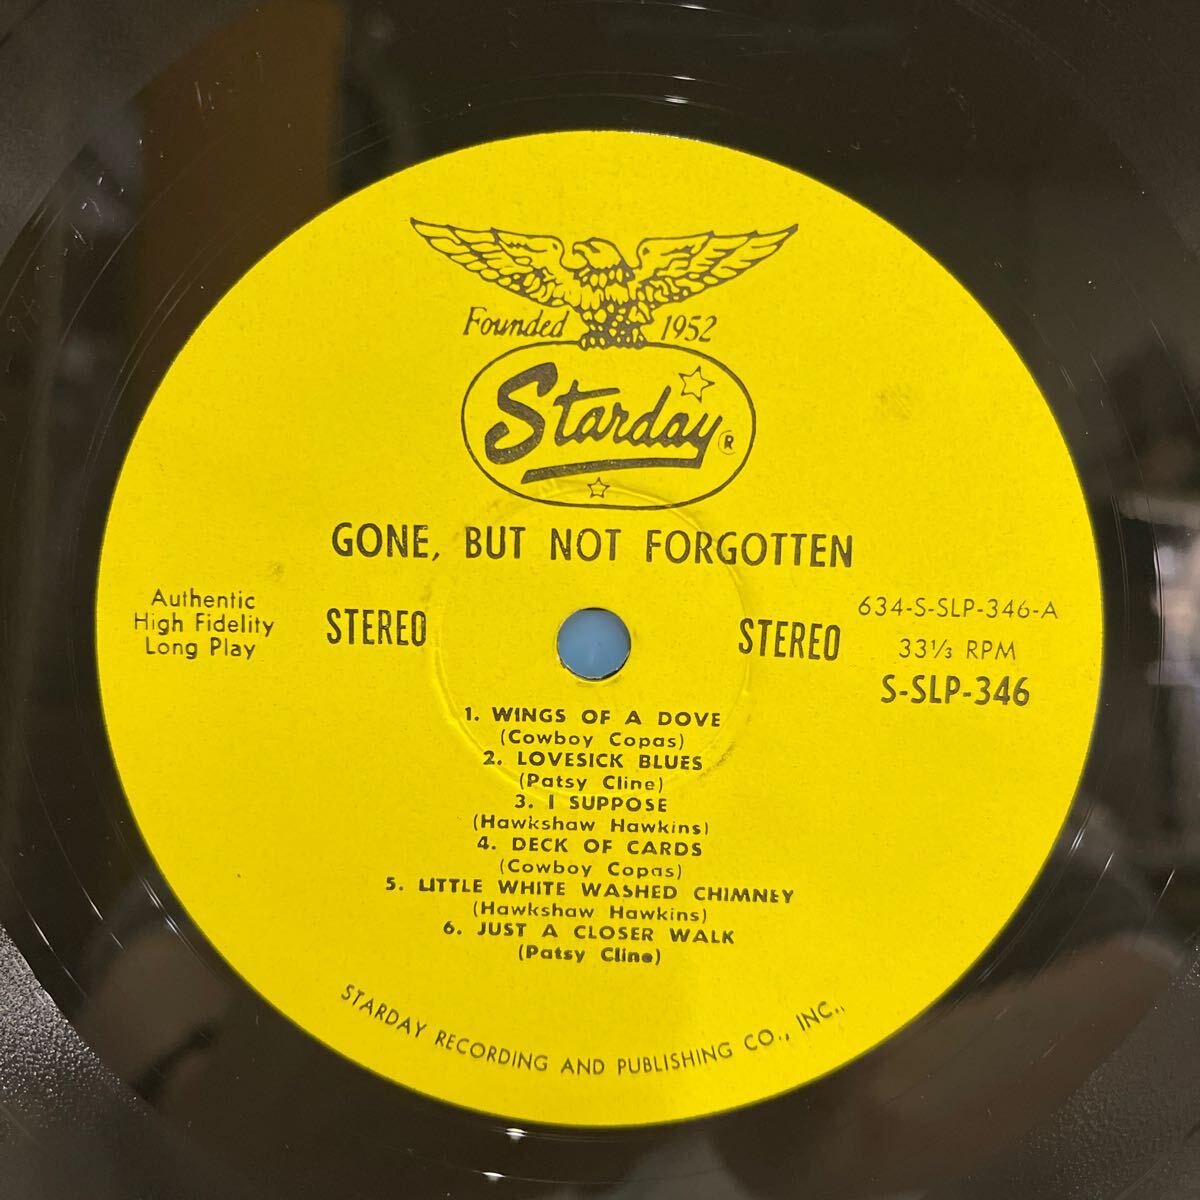 Founded 1952
Starday ®
GONE, BUT NOT FORGOTTEN
Authentic
High Fidelity
Long Play
STEREO
STEREO
634-S-SLP-346-A
33⅓ RPM
S-SLP-346
1. WINGS OF A DOVE
(Cowboy Copas)
2. LOVESICK BLUES
(Patsy Cline)
3. I SUPPOSE
(Hawkshaw Hawkins)
4. DECK OF CARDS
(Cowboy Copas)
5. LITTLE WHITE WASHED CHIMNEY
(Hawkshaw Hawkins)
6. JUST A CLOSER WALK
(Patsy Cline)
STARDAY RECORDING AND PUBLISHING CO., INC.,